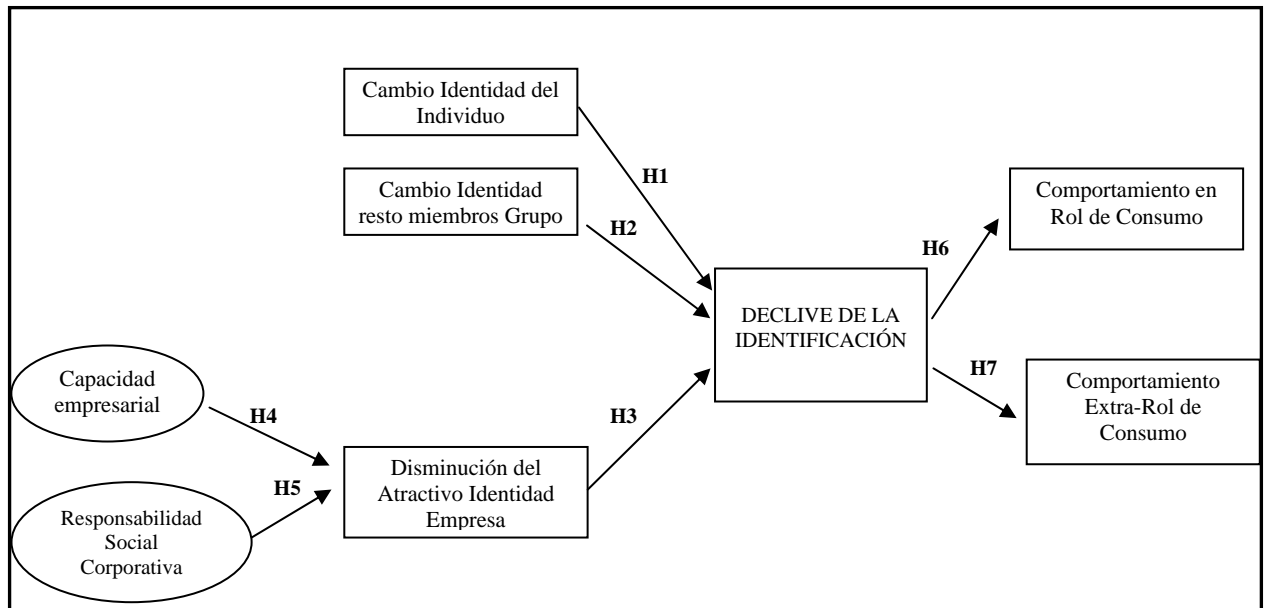 Cambio Identidad del
Individuo
H1
Cambio Identidad
resto miembros Grupo
H2
Comportamiento en
Rol de Consumo
H6
DECLIVE DE LA
IDENTIFICACIÓN
H7
Comportamiento
Extra-Rol de
Consumo
Capacidad
empresarial
H4
H3
Disminución del
Atractivo Identidad
Empresa
H5
Responsabilidad
Social
Corporativa